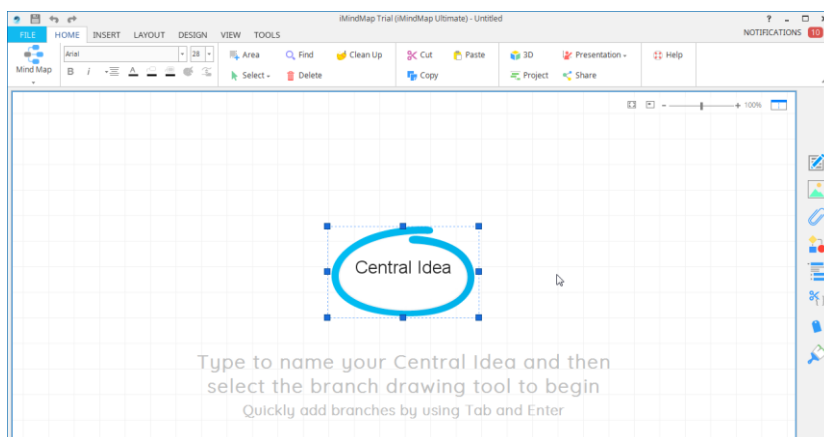 iMindMap Trial (iMindMap Ultimate) - Untitled
?
FILE HOME INSERT LAYOUT DESIGN VIEW TOOLS NOTIFICATIONS 10
Arial 28 Area Find Clean Up Cut Paste 3D Presentation Help
Mind Map B i A Select Delete Copy Project Share
- + 100%
Central Idea
Type to name your Central Idea and then
select the branch drawing tool to begin
Quickly add branches by using Tab and Enter